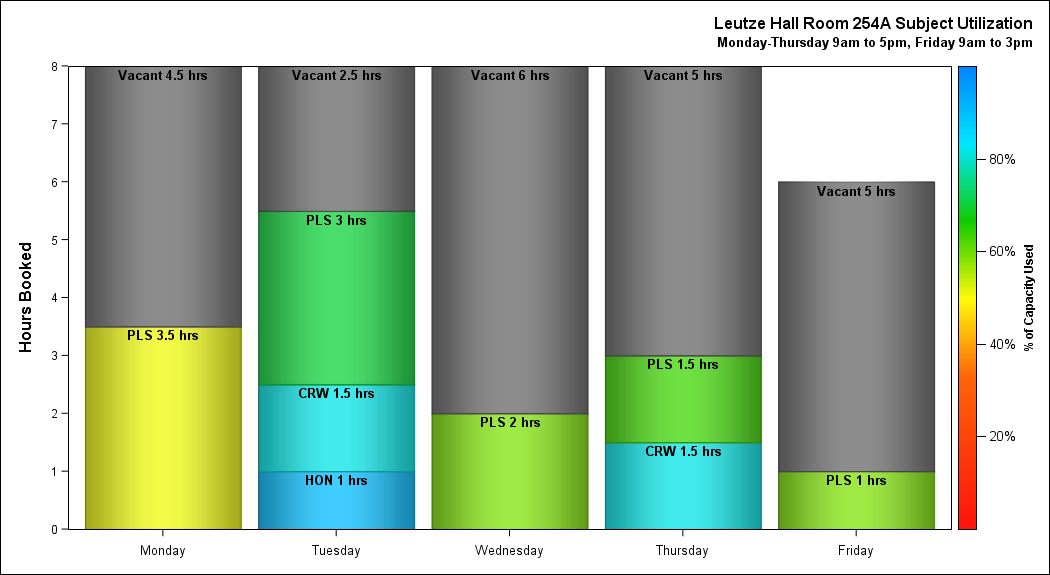 Leutze Hall Room 254A Subject Utilization
Monday-Thursday 9am to 5pm, Friday 9am to 3pm
Hours Booked
8
7
6
5
4
3
2
1
0
Vacant 4.5 hrs
PLS 3.5 hrs
Vacant 2.5 hrs
PLS 3 hrs
CRW 1.5 hrs
HON 1 hrs
Vacant 6 hrs
PLS 2 hrs
Vacant 5 hrs
PLS 1.5 hrs
CRW 1.5 hrs
Vacant 5 hrs
PLS 1 hrs
Monday
Tuesday
Wednesday
Thursday
Friday
80%
60%
40%
20%
% of Capacity Used